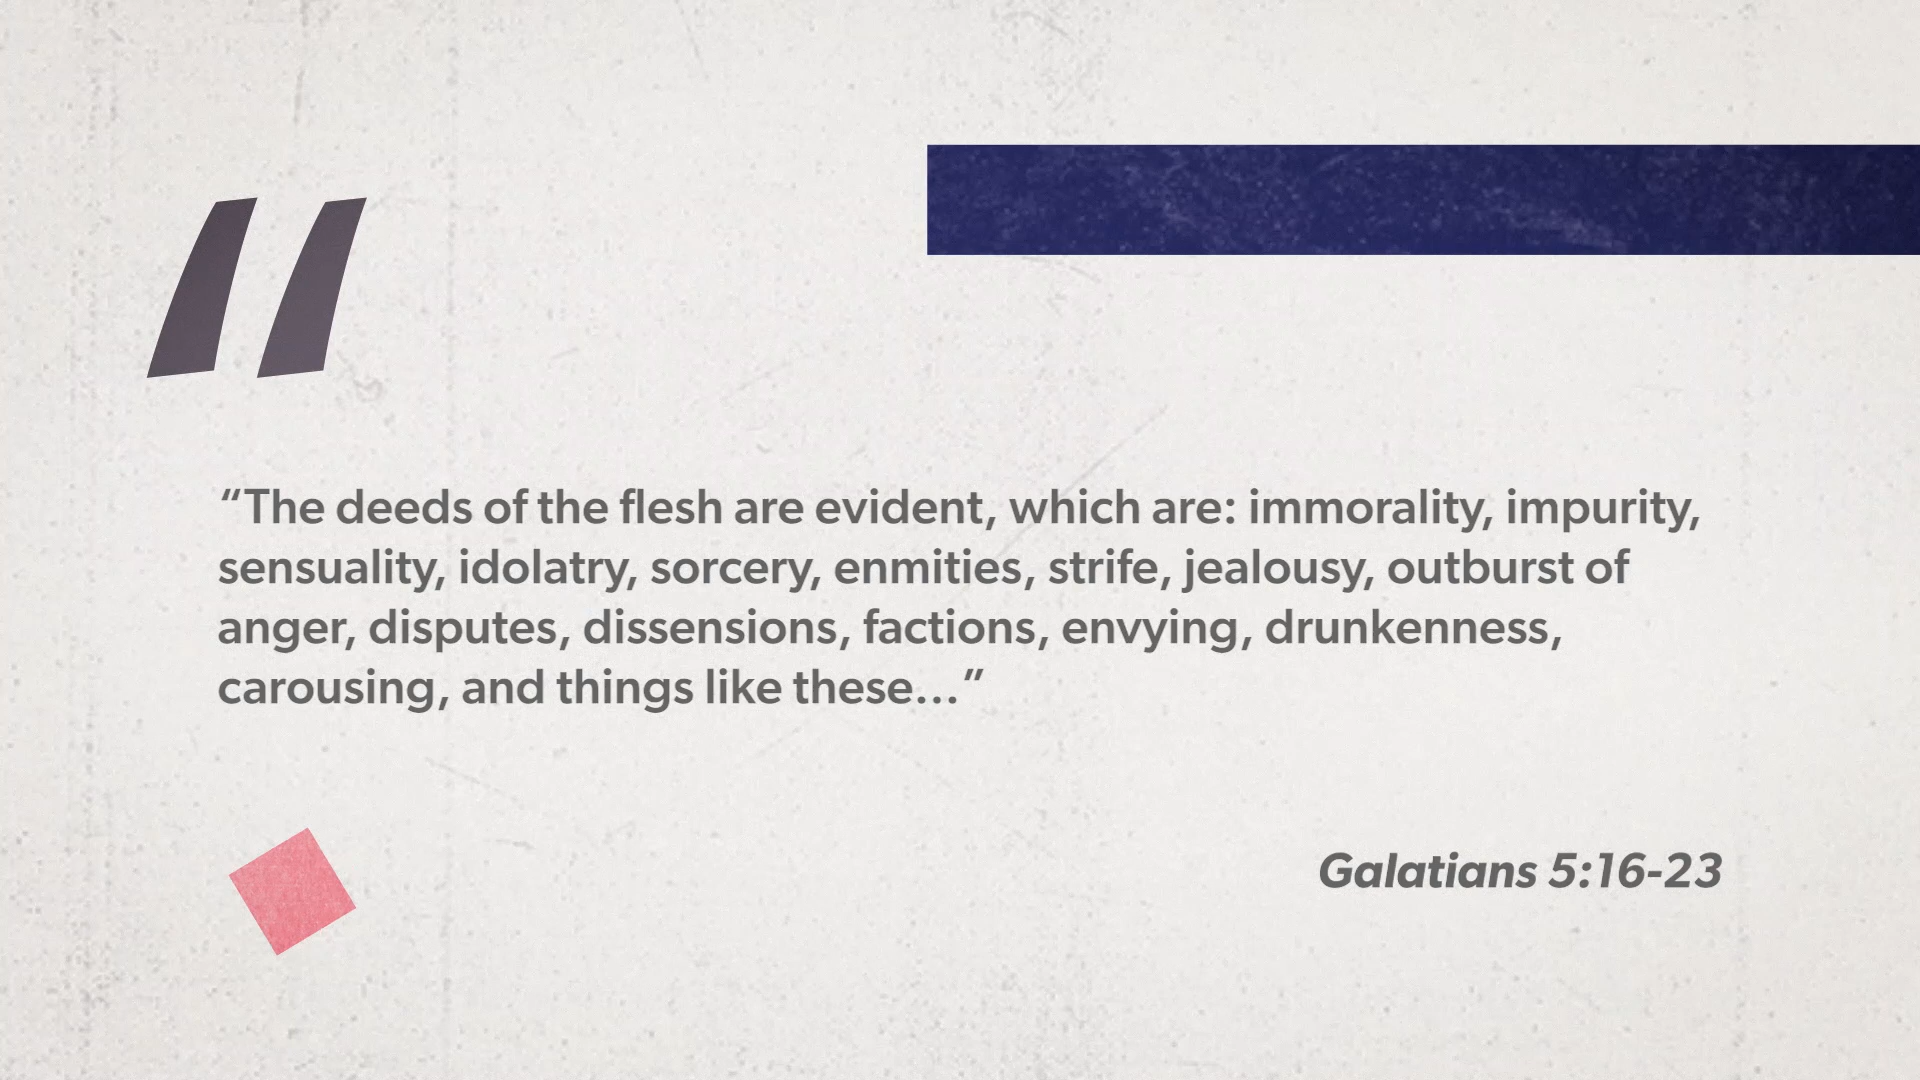 “The deeds of the flesh are evident, which are: immorality, impurity,
sensuality, idolatry, sorcery, enmities, strife, jealousy, outburst of
anger, disputes, dissensions, factions, envying, drunkenness,
carousing, and things like these…”
Galatians 5:16-23